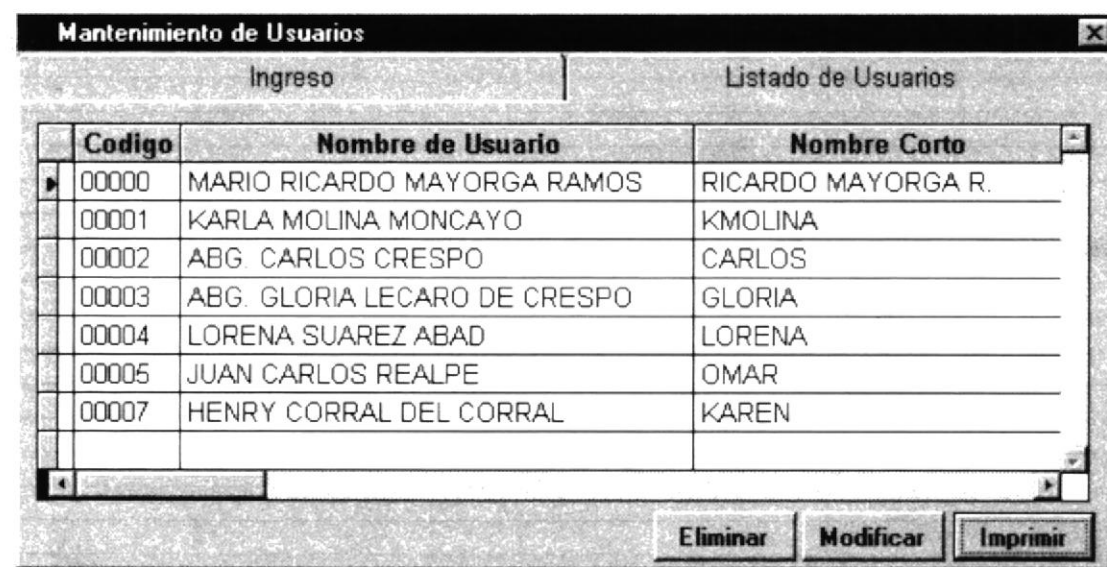 Mantenimiento de Usuarios
Ingreso Listado de Usuarios
Codigo Nombre de Usuario Nombre Corto
00000 MARIO RICARDO MAYORGA RAMOS RICARDO MAYORGA R.
00001 KARLA MOLINA MONCAYO KMOLINA
00002 ABG. CARLOS CRESPO CARLOS
00003 ABG. GLORIA LECARO DE CRESPO GLORIA
00004 LORENA SUAREZ ABAD LORENA
00005 JUAN CARLOS REALPE OMAR
00007 HENRY CORRAL DEL CORRAL KAREN
Eliminar Modificar Imprimir